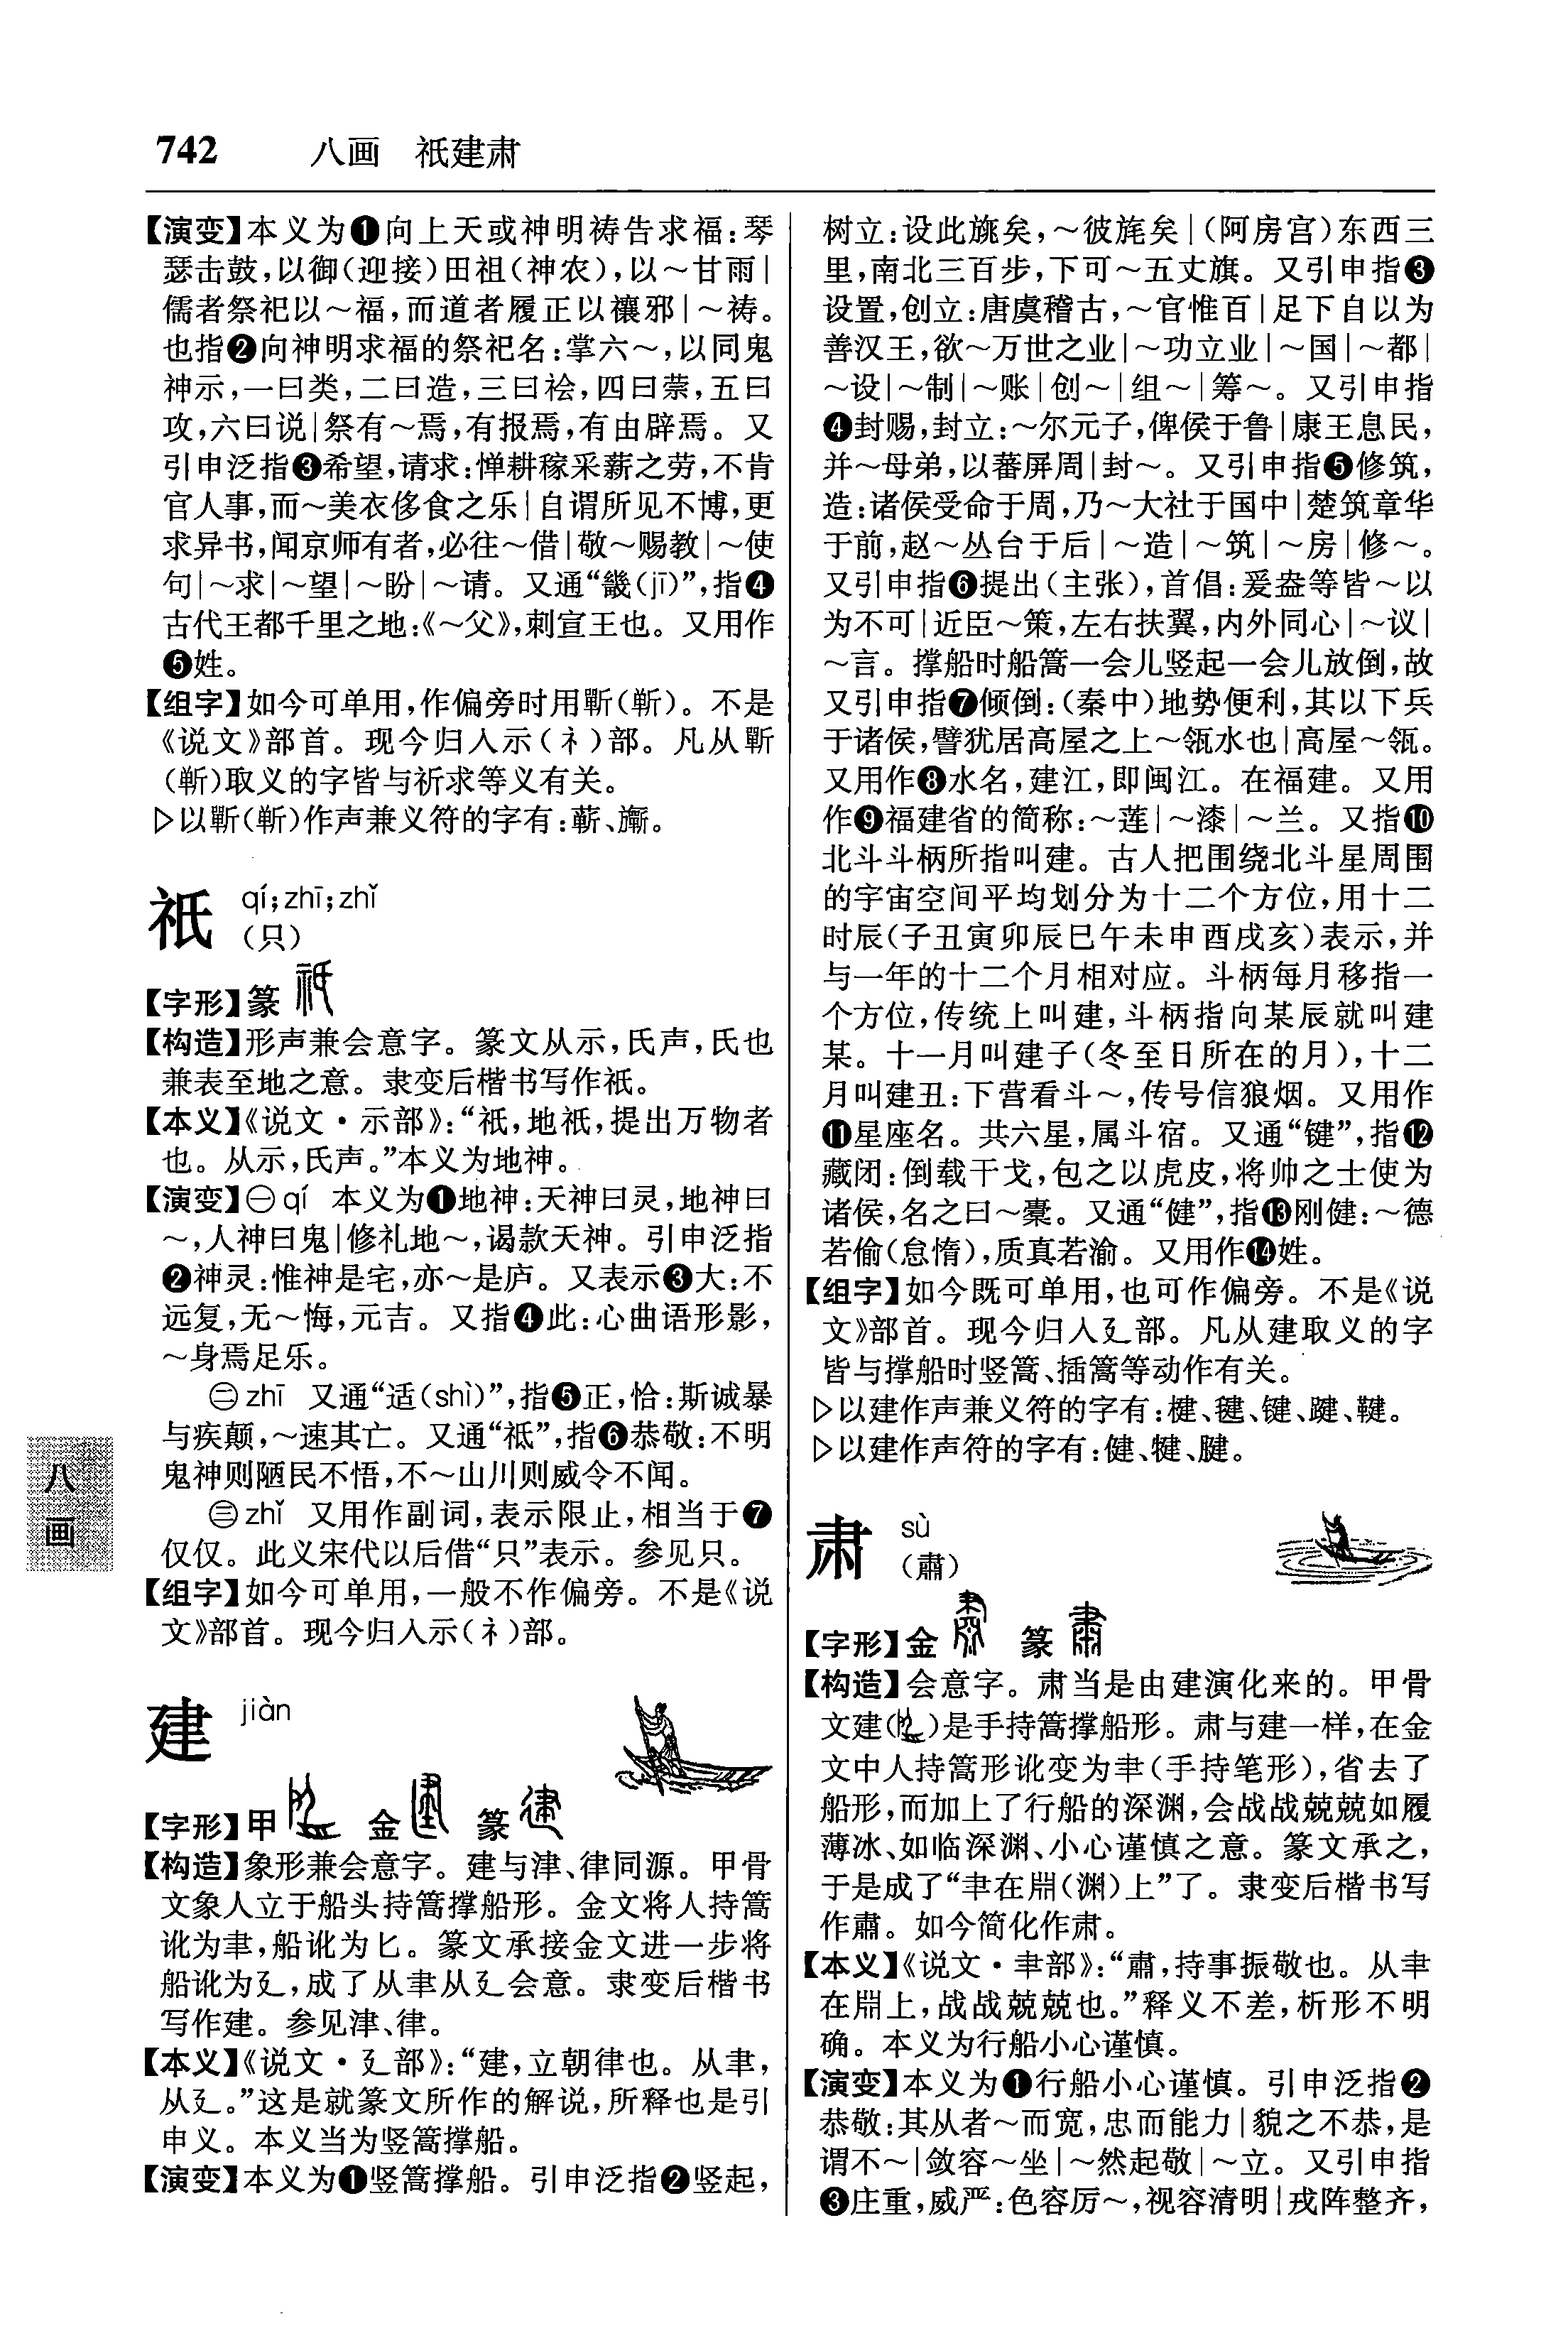 742 八画 祇建肃
【演变】本义为❶向上天或神明祷告求福:琴
瑟击鼓,以御(迎接)田祖(神农),以~甘雨|
儒者祭祀以~福,而道者履正以禳邪|~祷。
也指❷向神明求福的祭祀名:掌六~,以同鬼
神示,一曰类,二曰造,三曰禬,四曰禜,五曰
攻,六曰说|祭有~焉,有报焉,有由辟焉。又
引申泛指❸希望,请求:惮耕稼采薪之劳,不肯
官人事,而~美衣侈食之乐|自谓所见不博,更
求异书,闻京师有者,必往~借|敬~赐教|~使
句|~求|~望|~盼|~请。又通“畿(jī)”,指❹
古代王都千里之地:《~父》,刺宣王也。又用作
❺姓。
【组字】如今可单用,作偏旁时用斳(斩)。不是
《说文》部首。现今归入示(礻)部。凡从斳
取义的字皆与祈求等义有关。
▷以斳作声兼义符的字有:蕲、旂。
祇 qí;zhī;zhǐ
(只)
【字形】篆
【构造】形声兼会意字。篆文从示,氏声,氏也
兼表至地之意。隶变后楷书写作祇。
【本义】《说文·示部》:“祇,地祇,提出万物者
也。从示,氏声。”本义为地神。
【演变】㊀qí 本义为❶地神:天神曰灵,地神曰
~,人神曰鬼|修礼地~,谒款天神。引申泛指
❷神灵:惟神是宅,亦~是庐。又表示❸大:不
远复,无~悔,元吉。又指❹此:心曲语形影,
~身焉足乐。
㊁zhī 又通“适(shì)”,指❺正,恰:斯诚暴
与疾颠,~速其亡。又通“祗”,指❻恭敬:不明
鬼神则陋民不悟,不~山川则威令不闻。
㊂zhǐ 又用作副词,表示限止,相当于❼
仅仅。此义宋代以后借“只”表示。参见只。
【组字】如今可单用,一般不作偏旁。不是《说
文》部首。现今归入示(礻)部。
建 jiàn
【字形】甲 金 篆
【构造】象形兼会意字。建与津、律同源。甲骨
文象人立于船头持篙撑船形。金文将人持篙
讹为聿,船讹为匕。篆文承接金文进一步将
船讹为廴,成了从聿从廴会意。隶变后楷书
写作建。参见津、律。
【本义】《说文·廴部》:“建,立朝律也。从聿,
从廴。”这是就篆文所作的解说,所释也是引
申义。本义当为竖篙撑船。
【演变】本义为❶竖篙撑船。引申泛指❷竖起,
树立:设此旐矣,~彼旄矣|(阿房宫)东西三
里,南北三百步,下可~五丈旗。又引申指❸
设置,创立:唐虞稽古,~官惟百|足下自以为
善汉王,欲~万世之业|~功立业|~国|~都|
~设|~制|~账|创~|组~|筹~。又引申指
❹封赐,封立:~尔元子,俾侯于鲁|康王息民,
并~母弟,以蕃屏周|封~。又引申指❺修筑,
造:诸侯受命于周,乃~大社于国中|楚筑章华
于前,赵~丛台于后|~造|~筑|~房|修~。
又引申指❻提出(主张),首倡:爰盎等皆~以
为不可|近臣~策,左右扶翼,内外同心|~议|
~言。撑船时船篙一会儿竖起一会儿放倒,故
又引申指❼倾倒:(秦中)地势便利,其以下兵
于诸侯,譬犹居高屋之上~瓴水也|高屋~瓴。
又用作❽水名,建江,即闽江。在福建。又用
作❾福建省的简称:~莲|~漆|~兰。又指❿
北斗斗柄所指叫建。古人把围绕北斗星周围
的宇宙空间平均划分为十二个方位,用十二
时辰(子丑寅卯辰巳午未申酉戌亥)表示,并
与一年的十二个月相对应。斗柄每月移指一
个方位,传统上叫建,斗柄指向某辰就叫建
某。十一月叫建子(冬至日所在的月),十二
月叫建丑:下营看斗~,传号信狼烟。又用作
⓫星座名。共六星,属斗宿。又通“键”,指⓬
藏闭:倒载干戈,包之以虎皮,将帅之士使为
诸侯,名之曰~櫜。又通“健”,指⓭刚健:~德
若偷(怠惰),质真若渝。又用作⓮姓。
【组字】如今既可单用,也可作偏旁。不是《说
文》部首。现今归入廴部。凡从建取义的字
皆与撑船时竖篙、插篙等动作有关。
▷以建作声兼义符的字有:楗、毽、键、踺、鞬。
▷以建作声符的字有:健、犍、腱。
肃 sù
(肅)
【字形】金 篆
【构造】会意字。肃当是由建演化来的。甲骨
文建()是手持篙撑船形。肃与建一样,在金
文中人持篙形讹变为聿(手持笔形),省去了
船形,而加上了行船的深渊,会战战兢兢如履
薄冰、如临深渊、小心谨慎之意。篆文承之,
于是成了“聿在𣶒(渊)上”了。隶变后楷书写
作肅。如今简化作肃。
【本义】《说文·聿部》:“肅,持事振敬也。从聿
在𣶒上,战战兢兢也。”释义不差,析形不明
确。本义为行船小心谨慎。
【演变】本义为❶行船小心谨慎。引申泛指❷
恭敬:其从者~而宽,忠而能力|貌之不恭,是
谓不~|敛容~坐|~然起敬|~立。又引申指
❸庄重,威严:色容厉~,视容清明|戎阵整齐,
八画